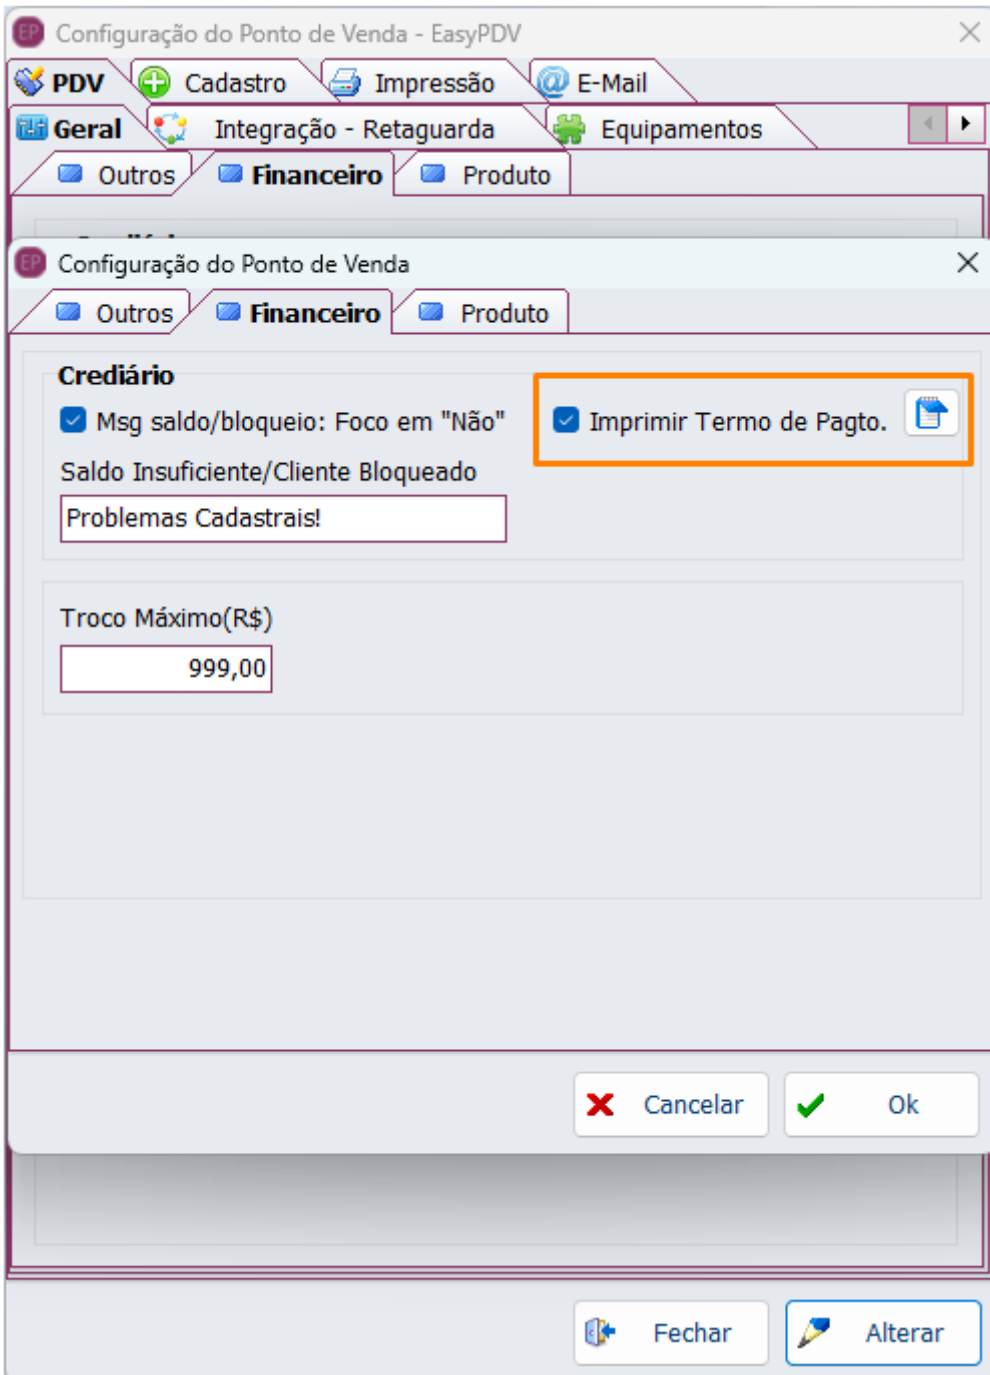 EP Configuração do Ponto de Venda - EasyPDV
PDV Cadastro Impressão E-Mail
Geral Integração - Retaguarda Equipamentos
Outros Financeiro Produto
EP Configuração do Ponto de Venda
Outros Financeiro Produto
Crediário
Msg saldo/bloqueio: Foco em "Não" Imprimir Termo de Pagto.
Saldo Insuficiente/Cliente Bloqueado
Problemas Cadastrais!
Troco Máximo(R$)
999,00
Cancelar Ok
Fechar Alterar